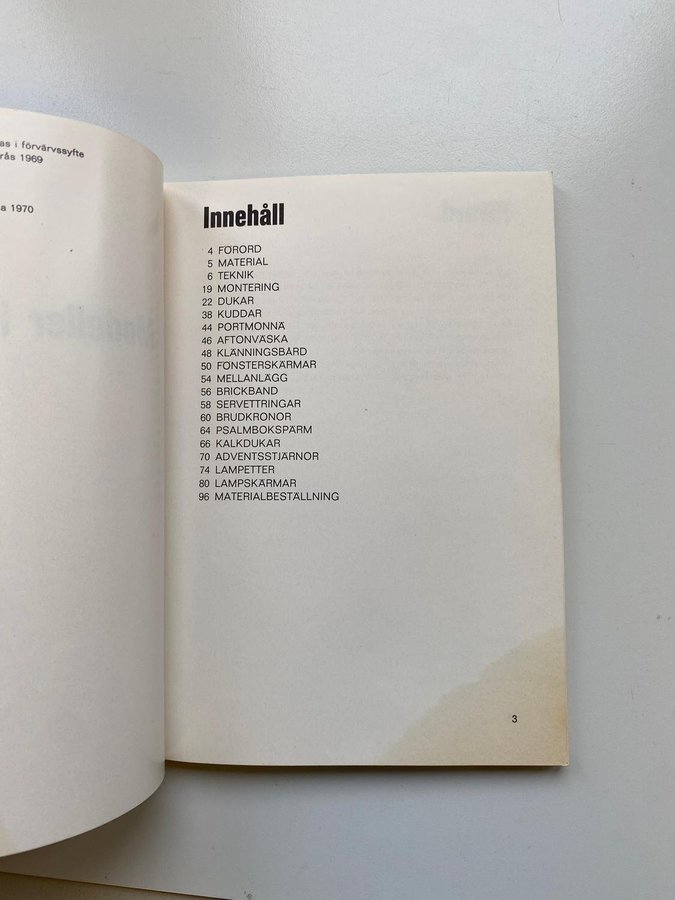 as i förvärvssyfte
rås 1969
a 1970
Innehåll
4 FÖRORD
5 MATERIAL
6 TEKNIK
19 MONTERING
22 DUKAR
38 KUDDAR
44 PORTMONNÄ
46 AFTONVÄSKA
48 KLÄNNINGSBÅRD
50 FÖNSTERSKÄRMAR
54 MELLANLÄGG
56 BRICKBAND
58 SERVETTRINGAR
60 BRUDKRONOR
64 PSALMBOKSPÄRM
66 KALKDUKAR
70 ADVENTSSTJÄRNOR
74 LAMPETTER
80 LAMPSKÄRMAR
96 MATERIALBESTÄLLNING
3